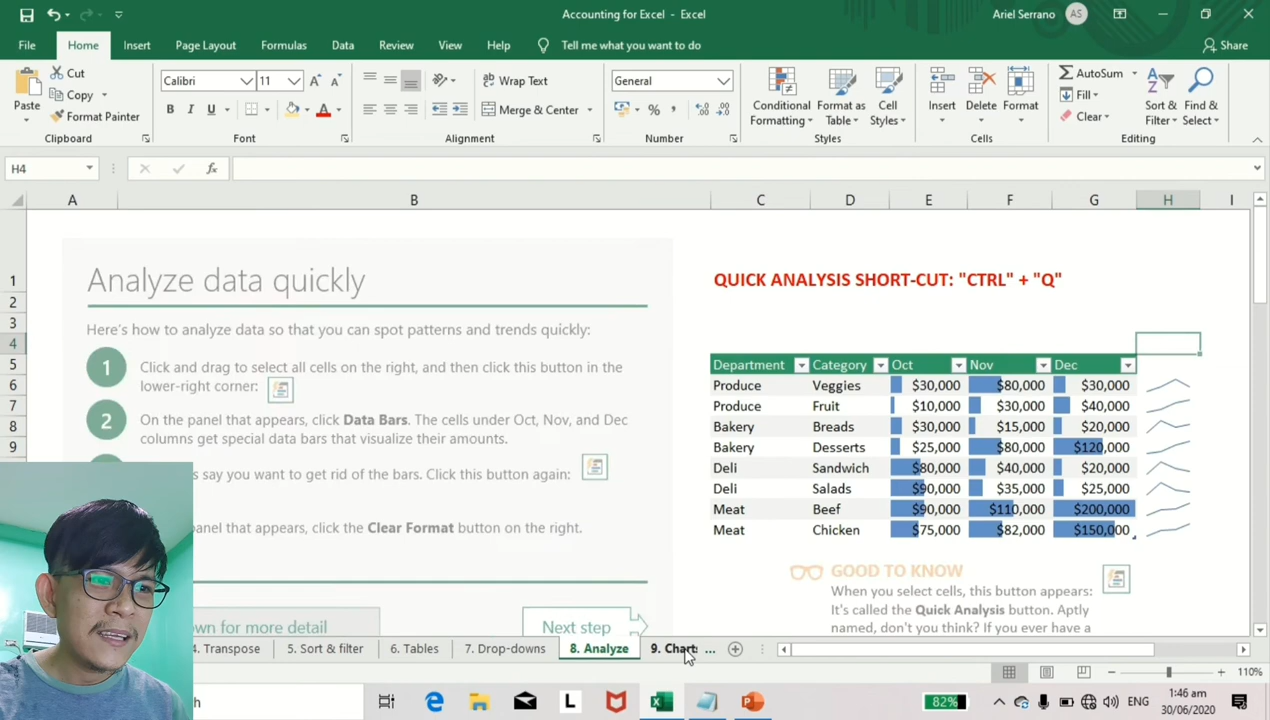 Accounting for Excel - Excel
Ariel Serrano
AS
File
Home
Insert
Page Layout
Formulas
Data
Review
View
Help
Tell me what you want to do
Share
Paste
Cut
Copy
Format Painter
Clipboard
Calibri
11
B I U
Font
Wrap Text
Merge & Center
Alignment
General
Number
Conditional Formatting
Format as Table
Cell Styles
Styles
Insert
Delete
Format
Cells
AutoSum
Fill
Clear
Sort & Filter
Find & Select
Editing
H4
fx
A B C D E F G H I
1
2
3
4
5
6
7
8
9
Analyze data quickly
Here's how to analyze data so that you can spot patterns and trends quickly:
1
Click and drag to select all cells on the right, and then click this button in the
lower-right corner:
2
On the panel that appears, click Data Bars. The cells under Oct, Nov, and Dec
columns get special data bars that visualize their amounts.
say you want to get rid of the bars. Click this button again:
panel that appears, click the Clear Format button on the right.
own for more detail
Next step
QUICK ANALYSIS SHORT-CUT: "CTRL" + "Q"
Department Category Oct Nov Dec
Produce Veggies $30,000 $80,000 $30,000
Produce Fruit $10,000 $30,000 $40,000
Bakery Breads $30,000 $15,000 $20,000
Bakery Desserts $25,000 $80,000 $120,000
Deli Sandwich $80,000 $40,000 $20,000
Deli Salads $90,000 $35,000 $25,000
Meat Beef $90,000 $110,000 $200,000
Meat Chicken $75,000 $82,000 $150,000
GOOD TO KNOW
When you select cells, this button appears:
It's called the Quick Analysis button. Aptly
named, don't you think? If you ever have a
4. Transpose
5. Sort & filter
6. Tables
7. Drop-downs
8. Analyze
9. Charts
...
110%
h
L
82%
ENG
1:46 am
30/06/2020